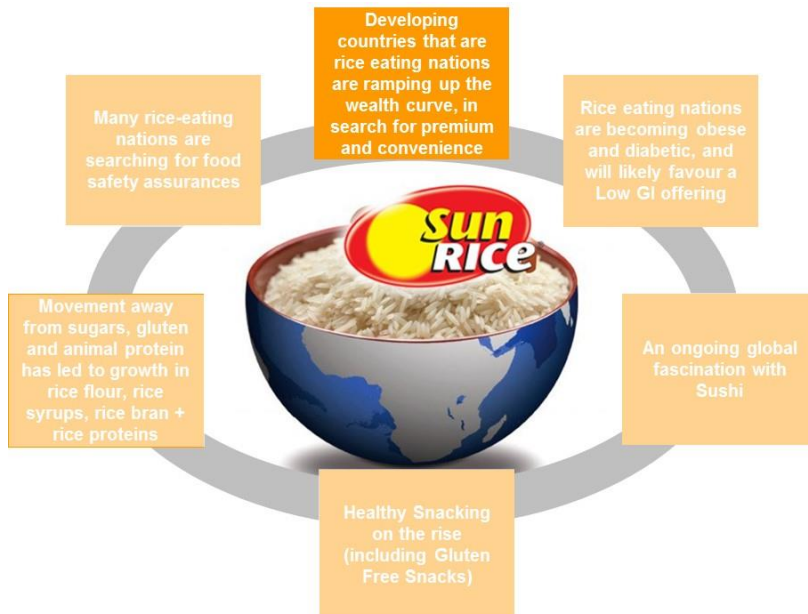 Developing
countries that are
rice eating nations
are ramping up the
wealth curve, in
search for premium
and convenience
Many rice-eating
nations are
searching for food
safety assurances
Rice eating nations
are becoming obese
and diabetic, and
will likely favour a
Low GI offering
Sun
RICE
Movement away
from sugars, gluten
and animal protein
has led to growth in
rice flour, rice
syrups, rice bran +
rice proteins
An ongoing global
fascination with
Sushi
Healthy Snacking
on the rise
(including Gluten
Free Snacks)